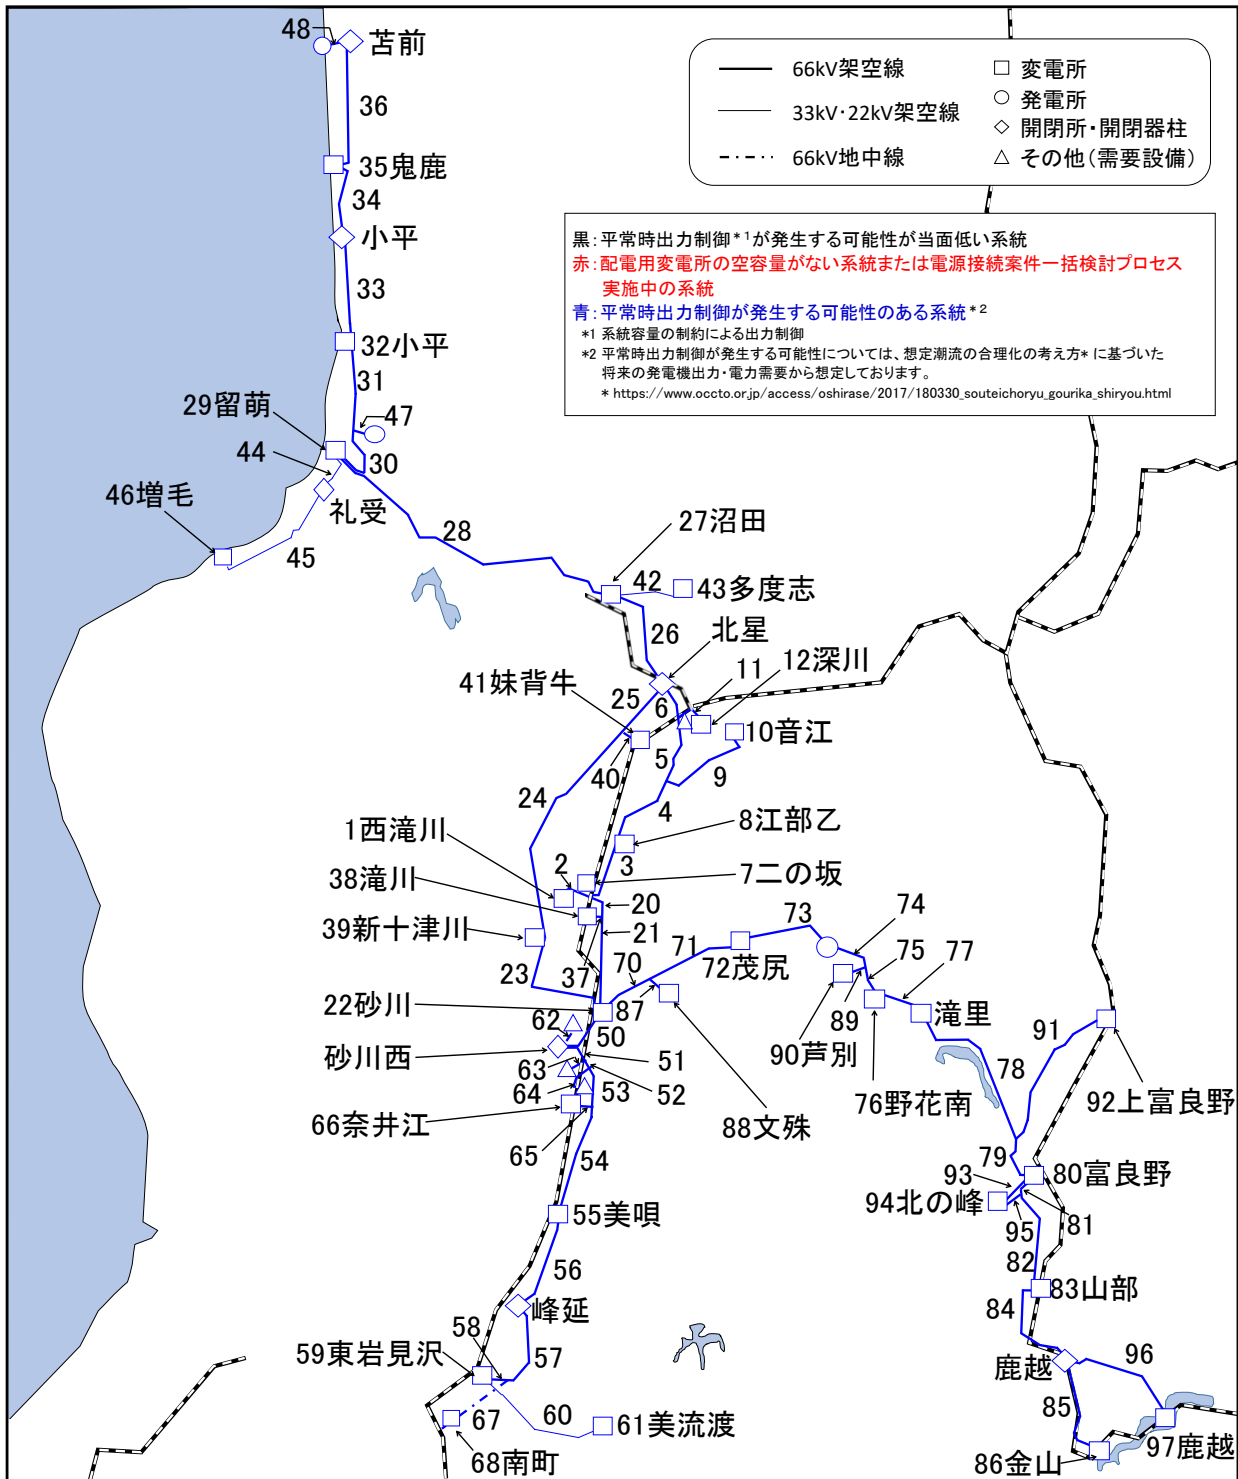 48
苫前
66kV架空線
変電所
発電所
33kV･22kV架空線
開閉所･開閉器柱
66kV地中線
その他(需要設備)
36
35鬼鹿
34
小平
33
黒:平常時出力制御*1が発生する可能性が当面低い系統
赤:配電用変電所の空容量がない系統または電源接続案件一括検討プロセス
実施中の系統
青:平常時出力制御が発生する可能性のある系統*2
*1 系統容量の制約による出力制御
*2 平常時出力制御が発生する可能性については、想定潮流の合理化の考え方* に基づいた
将来の発電機出力・電力需要から想定しております。
* https://www.occto.or.jp/access/oshirase/2017/180330_souteichoryu_gourika_shiryou.html
32小平
31
29留萌
47
44
30
46増毛
礼受
45
28
27沼田
42
43多度志
26
北星
11
12深川
41妹背牛
25
6
10音江
5
40
9
24
4
1西滝川
8江部乙
2
3
38滝川
7二の坂
20
39新十津川
21
73
74
71
72茂尻
75
77
23
37
70
22砂川
87
89
滝里
62
50
90芦別
91
砂川西
51
63
78
64
53
52
76野花南
92上富良野
66奈井江
88文殊
65
54
79
93
80富良野
94北の峰
81
95
55美唄
82
56
83山部
84
峰延
58
59東岩見沢
57
鹿越
96
85
67
60
61美流渡
68南町
86金山
97鹿越